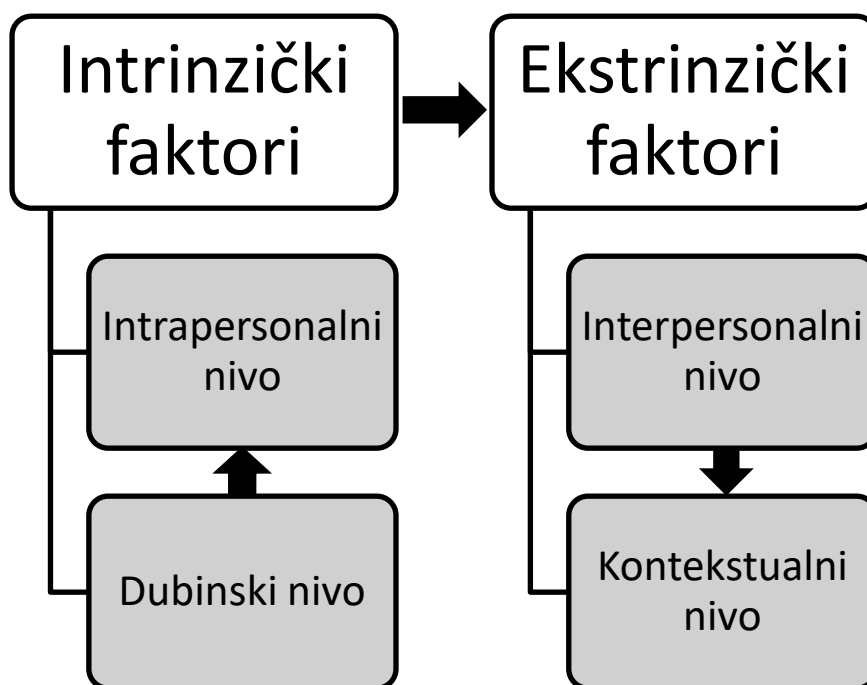 Intrinzički
faktori
Intrapersonalni
nivo
Dubinski nivo
Ekstrinzički
faktori
Interpersonalni
nivo
Kontekstualni
nivo